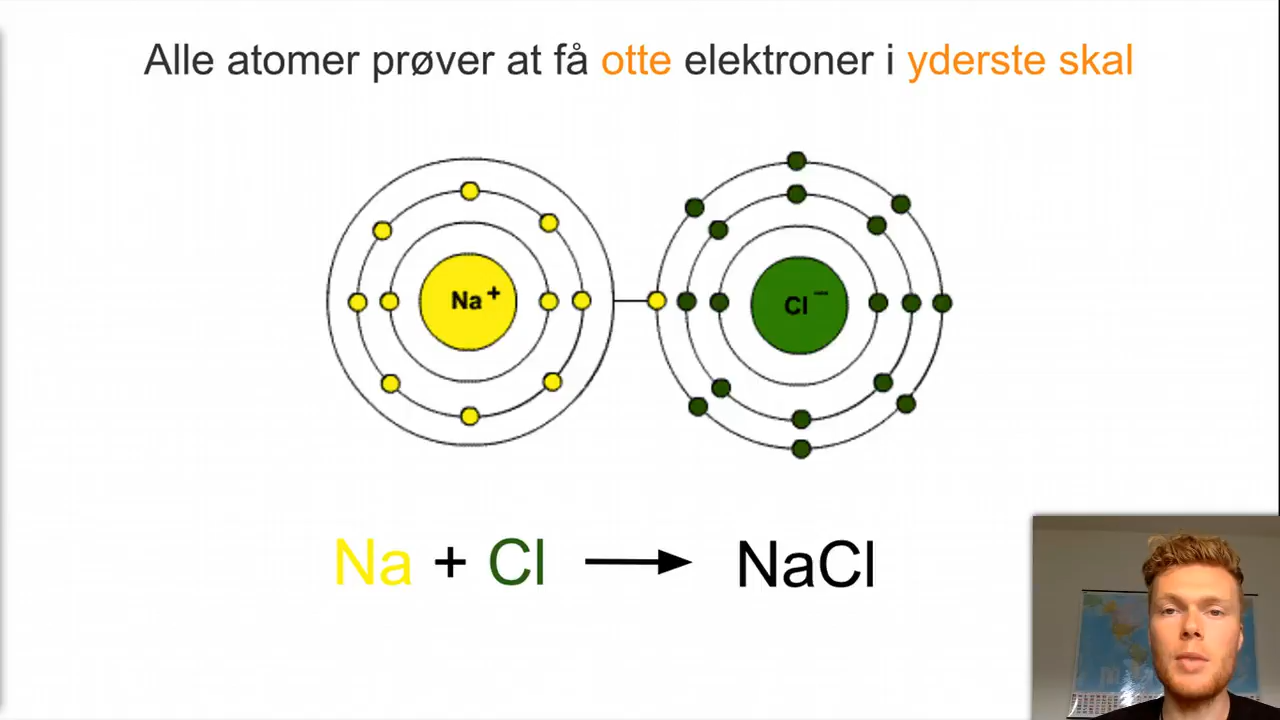 Alle atomer prøver at få otte elektroner i yderste skal
Na+
Cl−
Na + Cl → NaCl